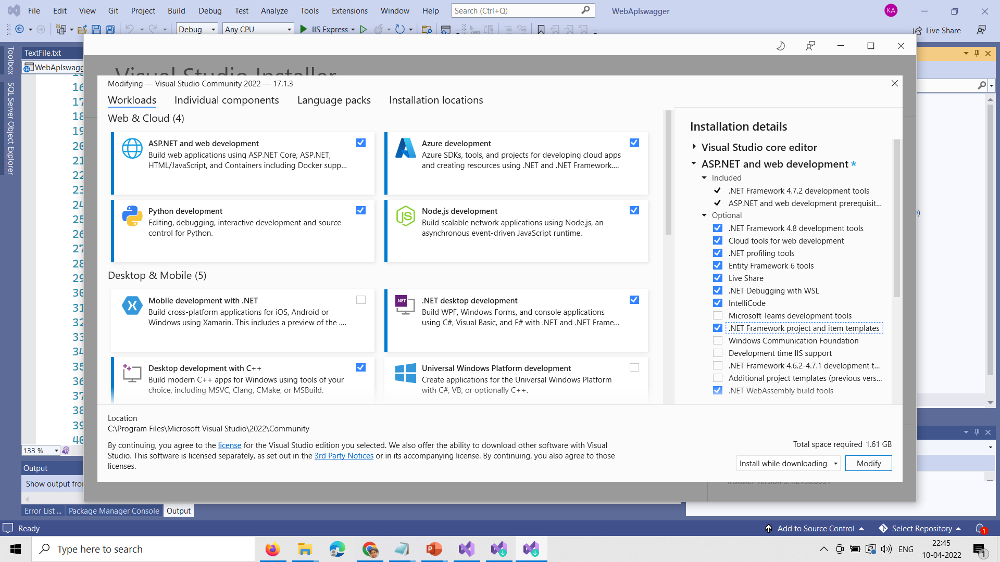 File Edit View Git Project Build Debug Test Analyze Tools Extensions Window Help Search (Ctrl+Q) WebApIswagger KA
Debug Any CPU IIS Express Live Share
Toolbox
SQL Server Object Explorer
TextFile.txt
WebApIswagg
Visual Studio Installer
Modifying — Visual Studio Community 2022 — 17.1.3
Workloads Individual components Language packs Installation locations
Web & Cloud (4)
ASP.NET and web development
Build web applications using ASP.NET Core, ASP.NET,
HTML/JavaScript, and Containers including Docker supp...
Azure development
Azure SDKs, tools, and projects for developing cloud apps
and creating resources using .NET and .NET Framework....
Python development
Editing, debugging, interactive development and source
control for Python.
Node.js development
Build scalable network applications using Node.js, an
asynchronous event-driven JavaScript runtime.
Desktop & Mobile (5)
Mobile development with .NET
Build cross-platform applications for iOS, Android or
Windows using Xamarin. This includes a preview of the ....
.NET desktop development
Build WPF, Windows Forms, and console applications
using C#, Visual Basic, and F# with .NET and .NET Frame...
Desktop development with C++
Build modern C++ apps for Windows using tools of your
choice, including MSVC, Clang, CMake, or MSBuild.
Universal Windows Platform development
Create applications for the Universal Windows Platform
with C#, VB, or optionally C++.
Installation details
Visual Studio core editor
ASP.NET and web development *
Included
.NET Framework 4.7.2 development tools
ASP.NET and web development prerequisit...
Optional
.NET Framework 4.8 development tools
Cloud tools for web development
.NET profiling tools
Entity Framework 6 tools
Live Share
.NET Debugging with WSL
IntelliCode
Microsoft Teams development tools
.NET Framework project and item templates
Windows Communication Foundation
Development time IIS support
.NET Framework 4.6.2-4.7.1 development t...
Additional project templates (previous vers...
.NET WebAssembly build tools
Location
C:\Program Files\Microsoft Visual Studio\2022\Community
By continuing, you agree to the license for the Visual Studio edition you selected. We also offer the ability to download other software with Visual
Studio. This software is licensed separately, as set out in the 3rd Party Notices or in its accompanying license. By continuing, you also agree to those
licenses.
Total space required 1.61 GB
Install while downloading Modify
16
17
18
19
20
21
22
23
24
25
26
27
28
29
30
31
32
33
34
35
36
37
38
39
40
133 %
Output
Show output fro
Error List ... Package Manager Console Output
Ready Add to Source Control Select Repository 1
Type here to search ENG 22:45
10-04-2022 1